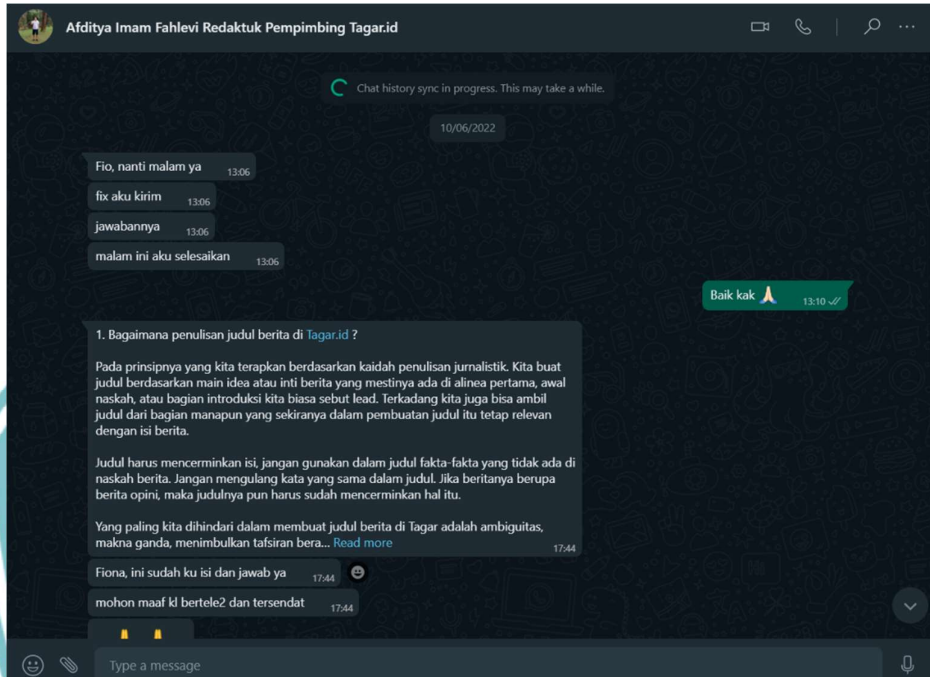 Afditya Imam Fahlevi Redaktuk Pempimbing Tagar.id
Chat history sync in progress. This may take a while.
10/06/2022
Fio, nanti malam ya 13:06
fix aku kirim 13:06
jawabannya 13:06
malam ini aku selesaikan 13:06
Baik kak 🙏🏻 13:10
1. Bagaimana penulisan judul berita di Tagar.id ?
Pada prinsipnya yang kita terapkan berdasarkan kaidah penulisan jurnalistik. Kita buat
judul berdasarkan main idea atau inti berita yang mestinya ada di alinea pertama, awal
naskah, atau bagian introduksi kita biasa sebut lead. Terkadang kita juga bisa ambil
judul dari bagian manapun yang sekiranya dalam pembuatan judul itu tetap relevan
dengan isi berita.
Judul harus mencerminkan isi, jangan gunakan dalam judul fakta-fakta yang tidak ada di
naskah berita. Jangan mengulang kata yang sama dalam judul. Jika beritanya berupa
berita opini, maka judulnya pun harus sudah mencerminkan hal itu.
Yang paling kita dihindari dalam membuat judul berita di Tagar adalah ambiguitas,
makna ganda, menimbulkan tafsiran bera... Read more
17:44
Fiona, ini sudah ku isi dan jawab ya 17:44
mohon maaf kl bertele2 dan tersendat 17:44
Type a message